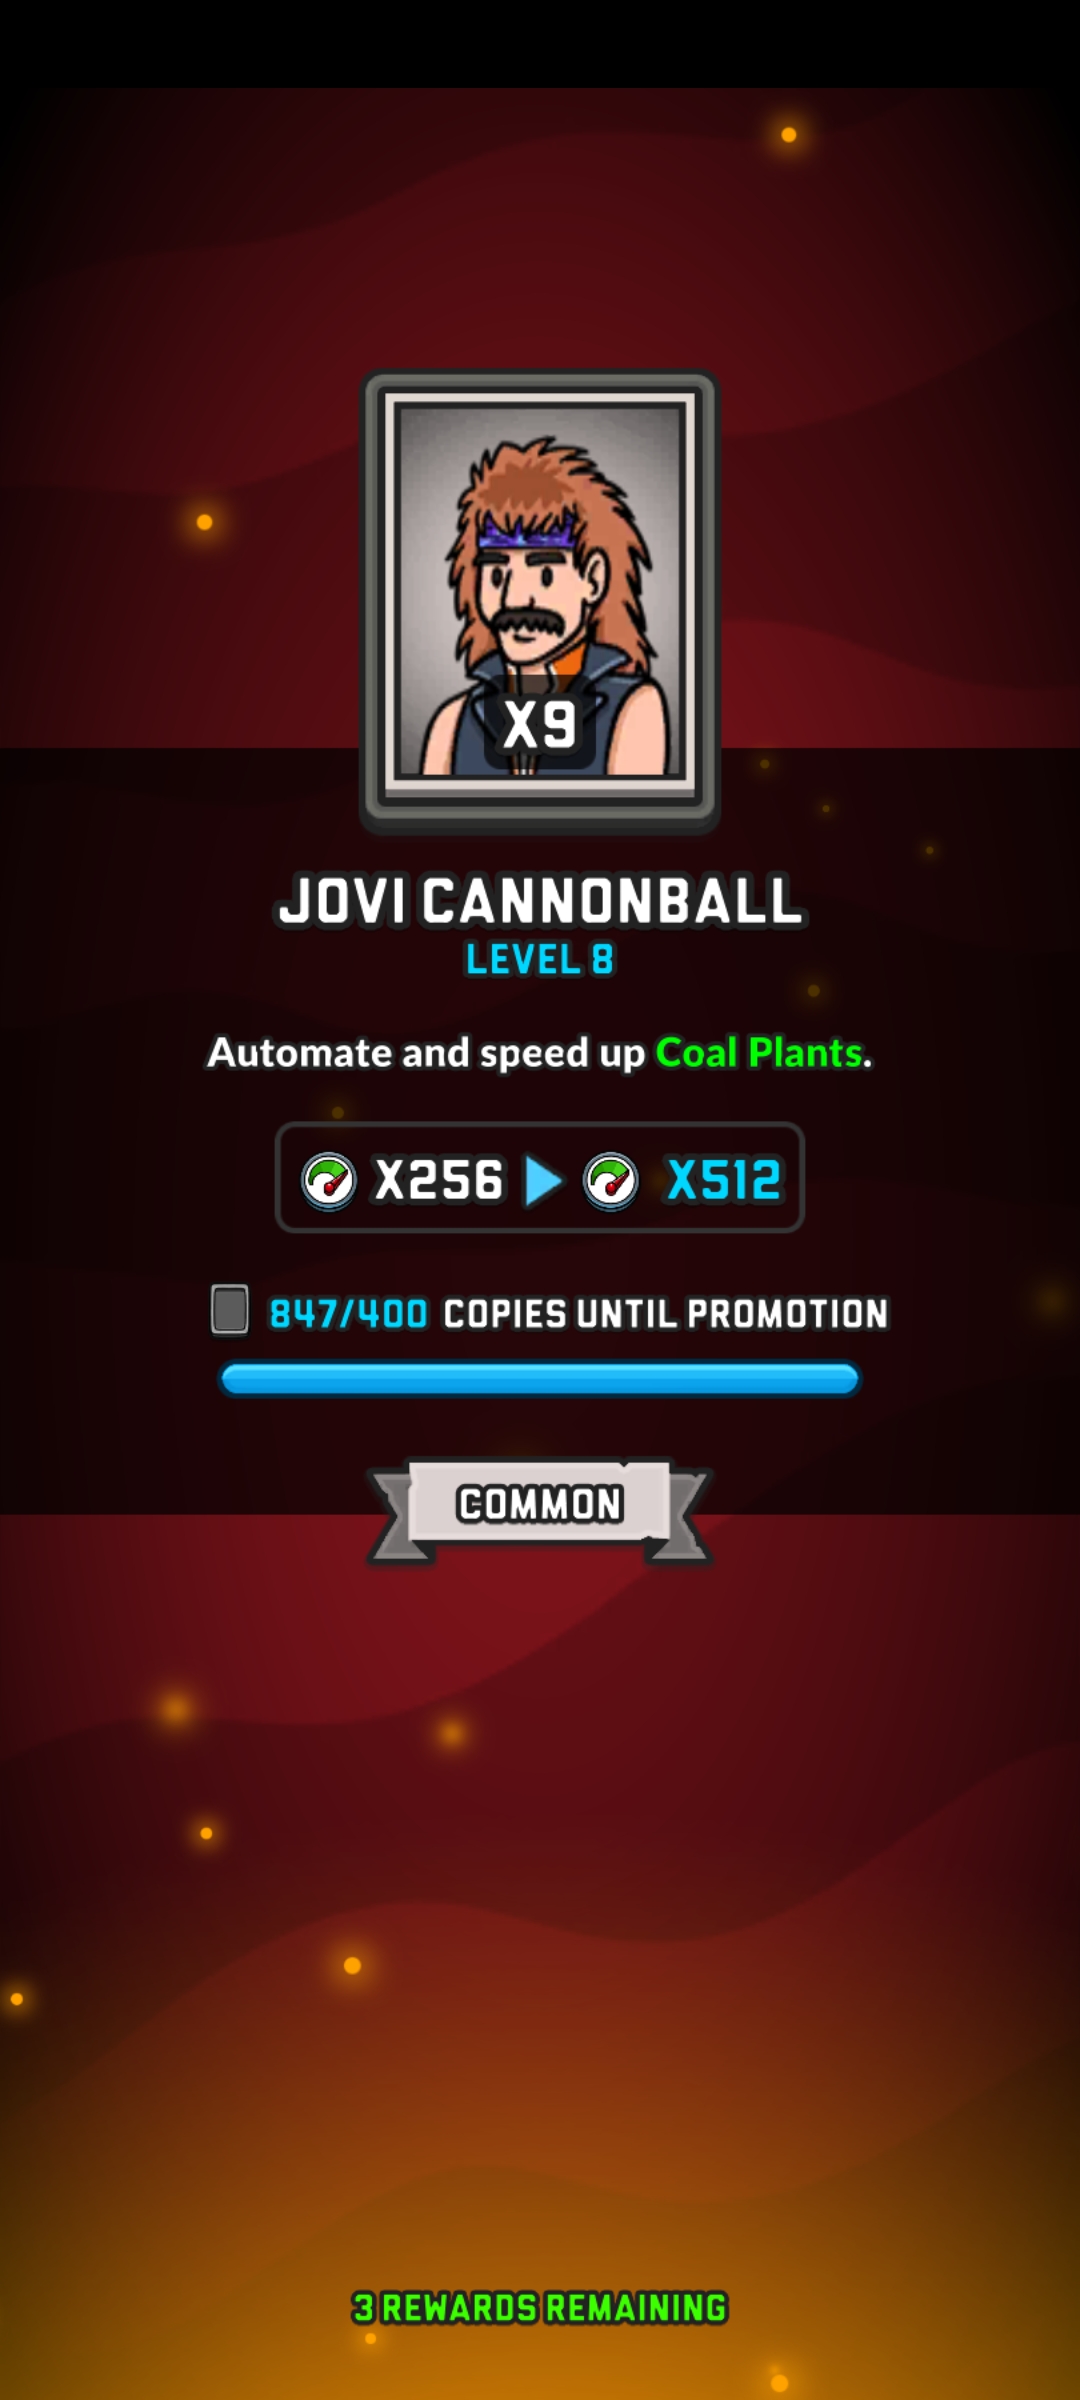 X9
JOVI CANNONBALL
LEVEL 8
Automate and speed up Coal Plants.
X256 X512
847/400 COPIES UNTIL PROMOTION
COMMON
3 REWARDS REMAINING